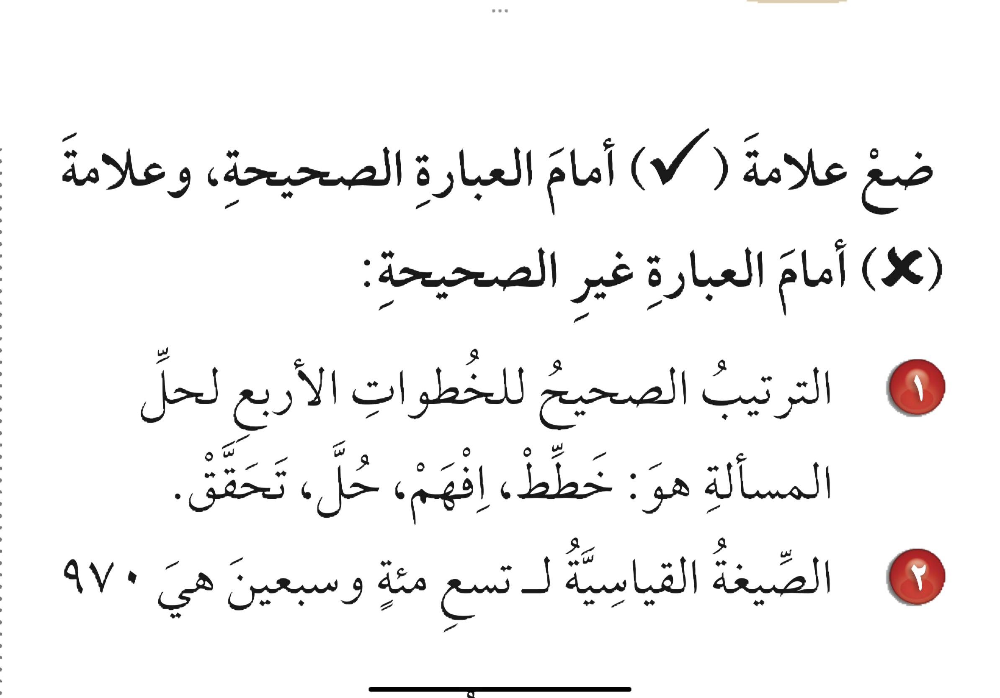 ضعْ علامةَ (✓) أمامَ العبارةِ الصحيحةِ، وعلامةَ
(✗) أمامَ العبارةِ غيرِ الصحيحةِ:
١ الترتيبُ الصحيحُ للخُطواتِ الأربع لحلِّ
المسألةِ هوَ: خَطِّطْ، اِفْهَمْ، حُلَّ، تَحَقَّقْ.
٢ الصِّيغةُ القياسِيَّةُ لـ تسعِ مئةٍ وسبعينَ هيَ ٩٧٠